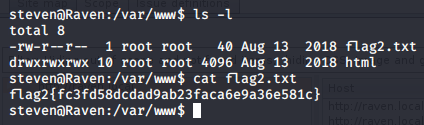 steven@Raven:/var/www$ ls -l
total 8
-rw-r--r-- 1 root root 40 Aug 13 2018 flag2.txt
drwxrwxrwx 10 root root 4096 Aug 13 2018 html
steven@Raven:/var/www$ cat flag2.txt
flag2{fc3fd58dcdad9ab23faca6e9a36e581c}
steven@Raven:/var/www$
Host